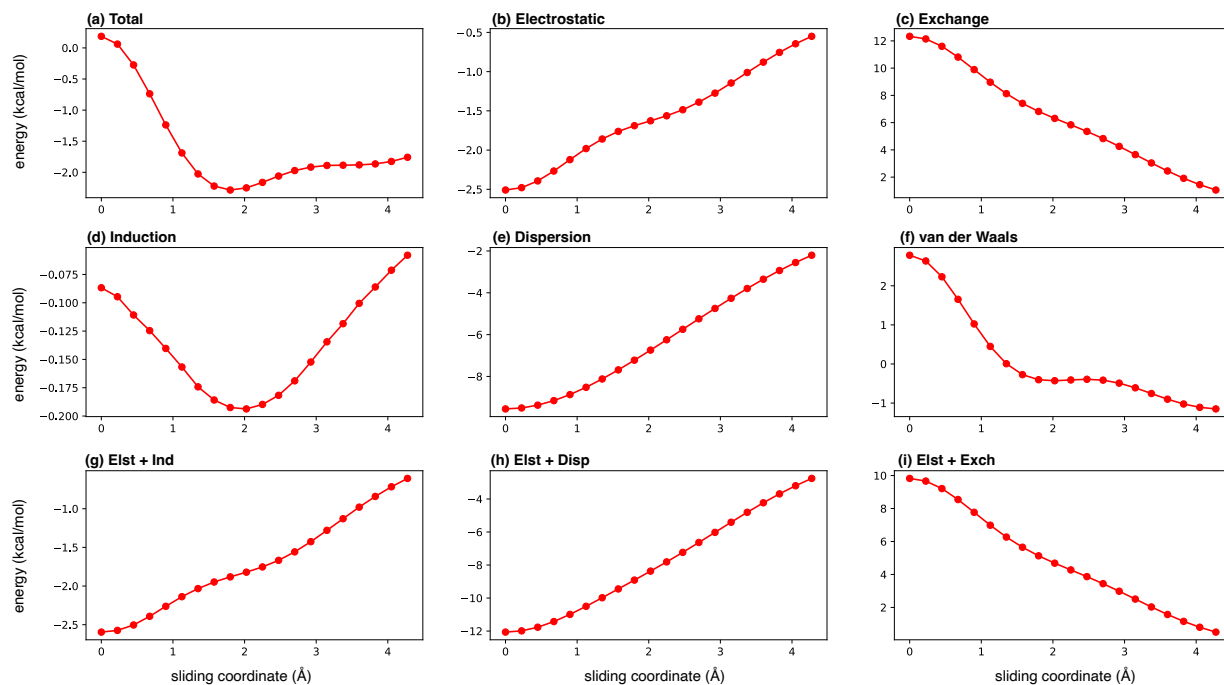 (a) Total
(b) Electrostatic
(c) Exchange
energy (kcal/mol)
0.0
−0.5
−1.0
−1.5
−2.0
0 1 2 3 4
−0.5
−1.0
−1.5
−2.0
−2.5
0 1 2 3 4
12
10
8
6
4
2
0 1 2 3 4
(d) Induction
(e) Dispersion
(f) van der Waals
energy (kcal/mol)
−0.075
−0.100
−0.125
−0.150
−0.175
−0.200
0 1 2 3 4
−2
−4
−6
−8
0 1 2 3 4
2
1
0
−1
0 1 2 3 4
(g) Elst + Ind
(h) Elst + Disp
(i) Elst + Exch
energy (kcal/mol)
−1.0
−1.5
−2.0
−2.5
0 1 2 3 4
sliding coordinate (Å)
−4
−6
−8
−10
−12
0 1 2 3 4
sliding coordinate (Å)
10
8
6
4
2
0 1 2 3 4
sliding coordinate (Å)